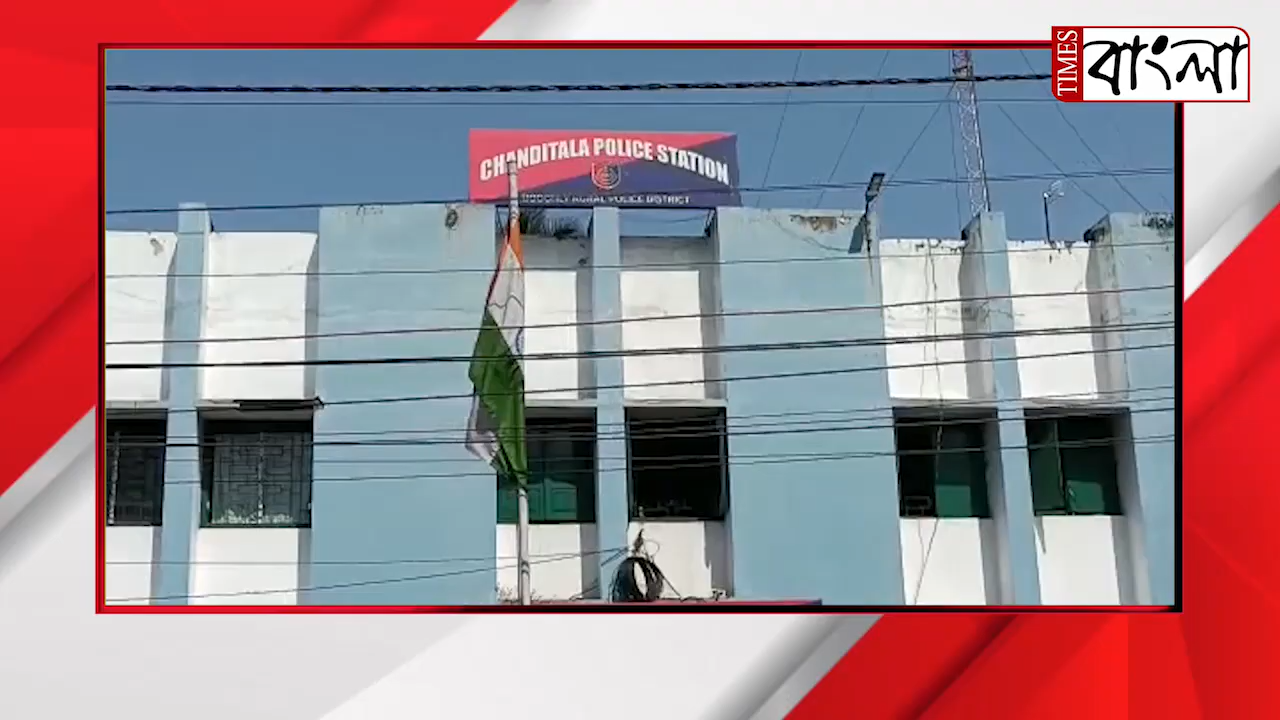 TIMES বাংলা
CHANDITALA POLICE STATION
HOOGHLY RURAL POLICE DISTRICT